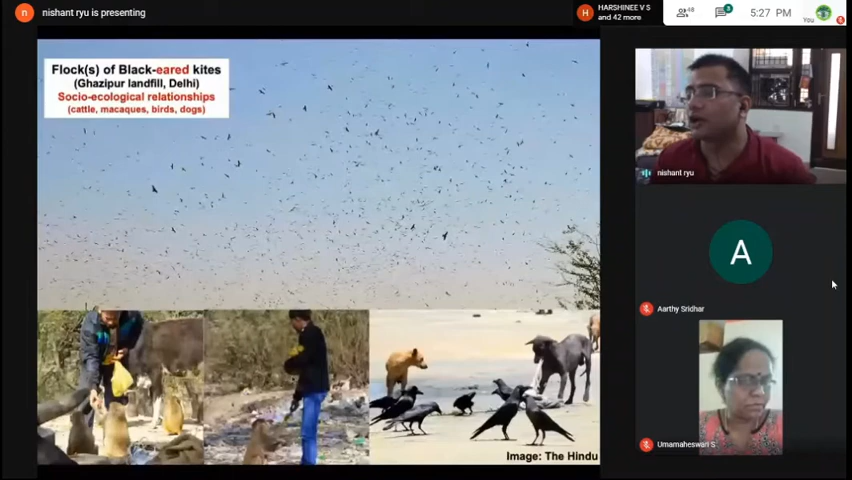 n
nishant ryu is presenting
H
HARSHINEE V S
and 42 more
48
3
5:27 PM
You
Flock(s) of Black-eared kites
(Ghazipur landfill, Delhi)
Socio-ecological relationships
(cattle, macaques, birds, dogs)
nishant ryu
A
Aarthy Sridhar
Umamaheswari S
Image: The Hindu